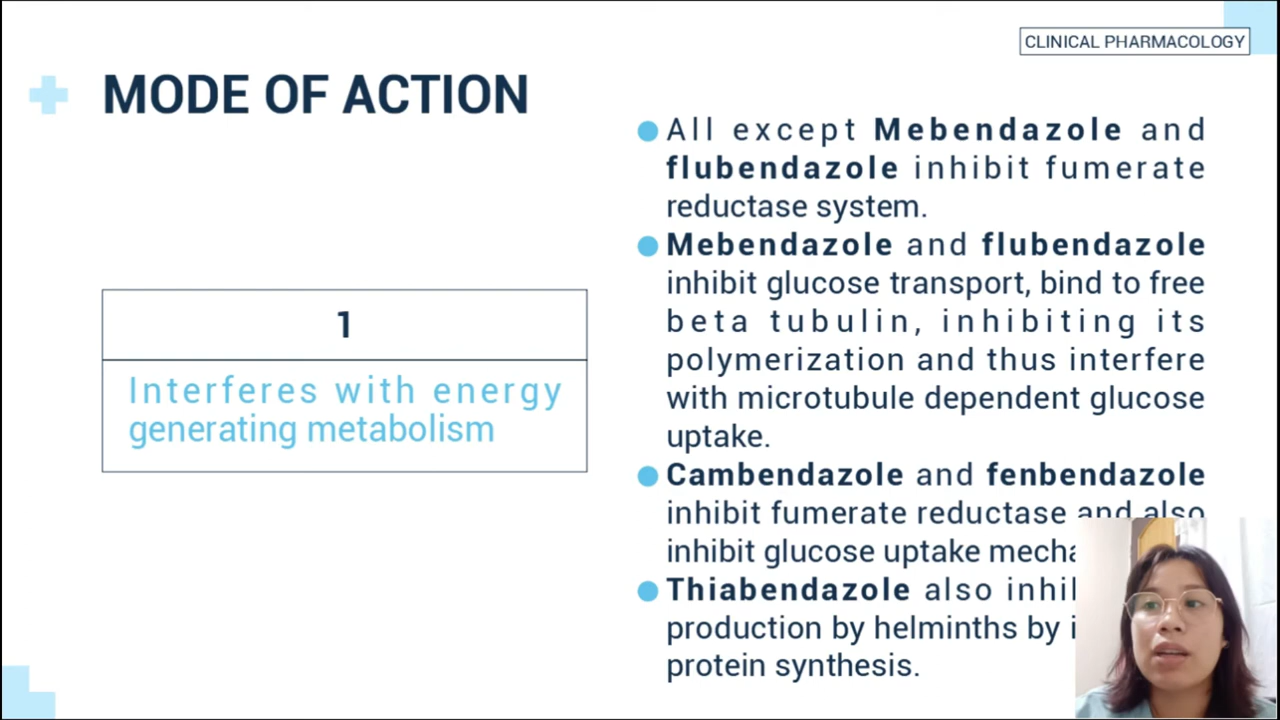 CLINICAL PHARMACOLOGY
MODE OF ACTION
1
Interferes with energy
generating metabolism
All except Mebendazole and
flubendazole inhibit fumerate
reductase system.
Mebendazole and flubendazole
inhibit glucose transport, bind to free
beta tubulin, inhibiting its
polymerization and thus interfere
with microtubule dependent glucose
uptake.
Cambendazole and fenbendazole
inhibit fumerate reductase and also
inhibit glucose uptake
Thiabendazole also
production by helminths by
protein synthesis.